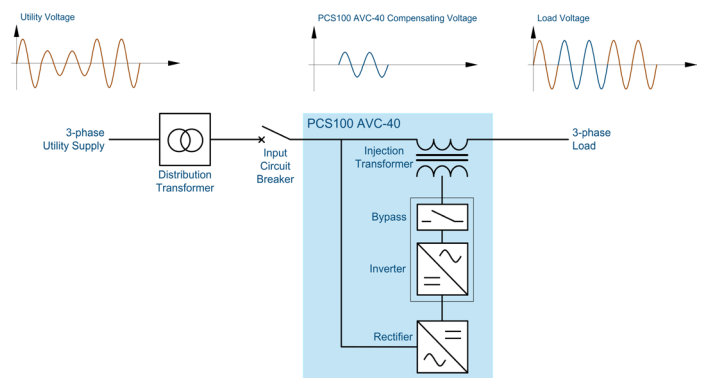 Utility Voltage
PCS100 AVC-40 Compensating Voltage
Load Voltage
PCS100 AVC-40
3-phase
Utility Supply
Distribution
Transformer
Input
Circuit
Breaker
Injection
Transformer
3-phase
Load
Bypass
Inverter
Rectifier